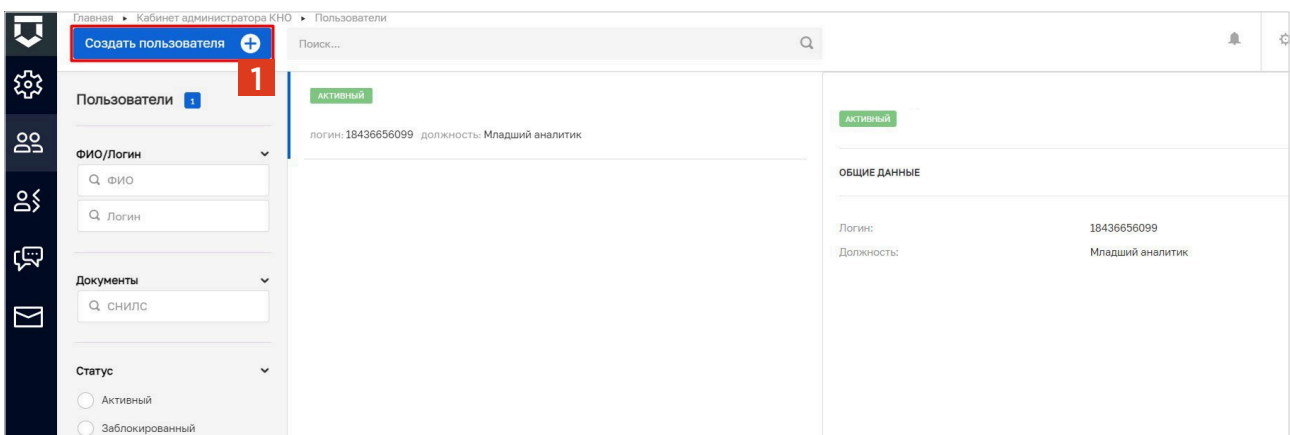 Главная ▸ Кабинет администратора КНО ▸ Пользователи
Создать пользователя
Поиск...
1
Пользователи 1
ФИО/Логин
ФИО
Логин
Документы
СНИЛС
Статус
Активный
Заблокированный
АКТИВНЫЙ
логин: 18436656099 должность: Младший аналитик
АКТИВНЫЙ
ОБЩИЕ ДАННЫЕ
Логин: 18436656099
Должность: Младший аналитик